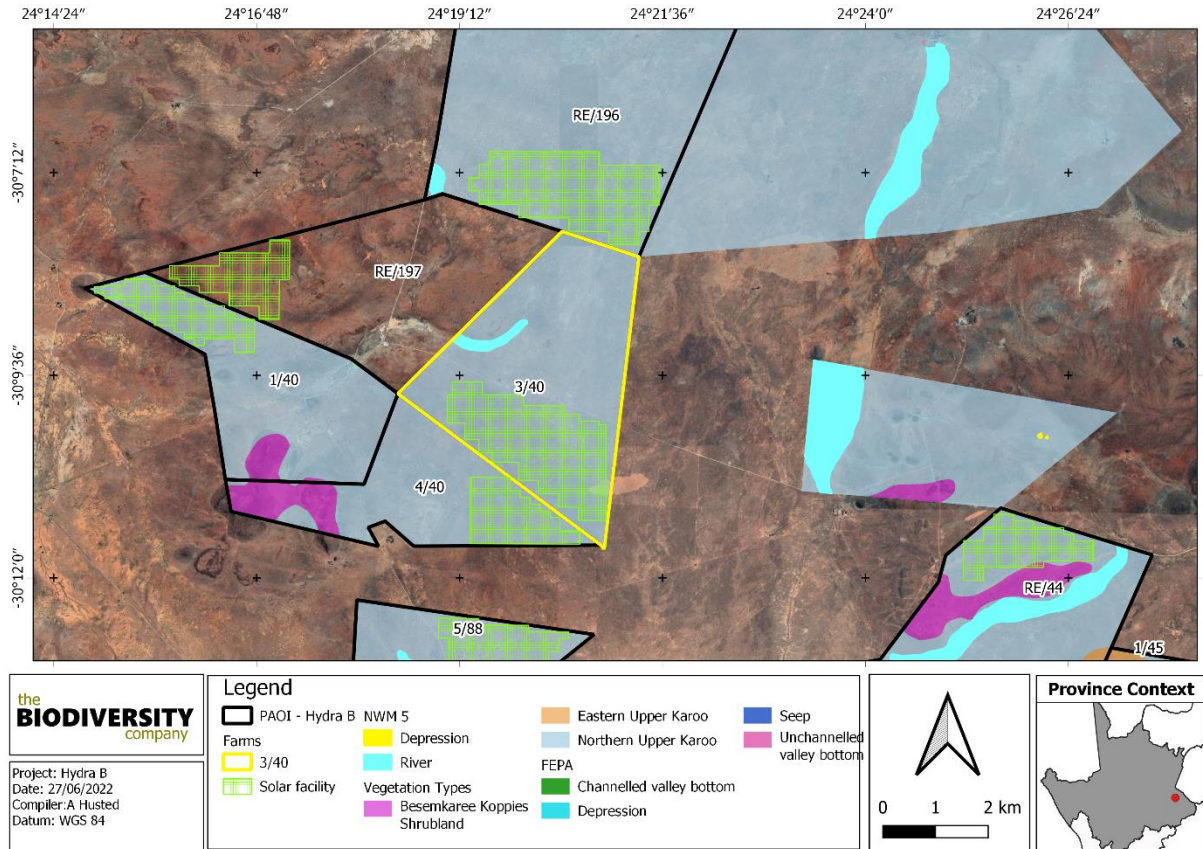 24°14'24" 24°16'48" 24°19'12" 24°21'36" 24°24'0" 24°26'24"
RE/196
-30°7'12"
RE/197
-30°9'36"
1/40
3/40
4/40
-30°12'0"
RE/44
5/88
1/45
the
BIODIVERSITY
company
Project: Hydra B
Date: 27/06/2022
Compiler:A Husted
Datum: WGS 84
Legend
PAOI - Hydra B
Farms
3/40
Solar facility
NWM 5
Depression
River
Vegetation Types
Besemkaree Koppies
Shrubland
Eastern Upper Karoo
Northern Upper Karoo
FEPA
Channelled valley bottom
Depression
Seep
Unchannelled
valley bottom
0 1 2 km
Province Context